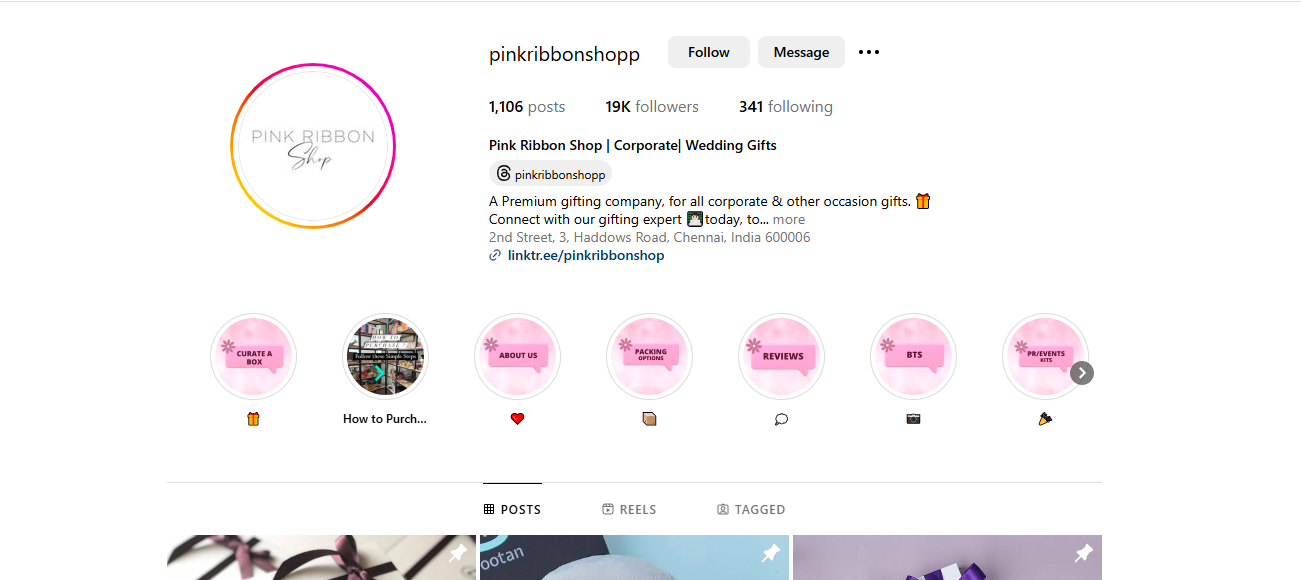 pinkribbonshopp Follow Message
PINK RIBBON
Shop
1,106 posts 19K followers 341 following
Pink Ribbon Shop | Corporate| Wedding Gifts
pinkribbonshopp
A Premium gifting company, for all corporate & other occasion gifts. 🎁
Connect with our gifting expert today, to... more
2nd Street, 3, Haddows Road, Chennai, India 600006
linktr.ee/pinkribbonshop
CURATE A
BOX
HOW TO
PURCHASE ?
Follow these Simple Steps
ABOUT US
PACKING
OPTIONS
REVIEWS
BTS
PR/EVENTS
KITS
How to Purch...
POSTS REELS TAGGED
ootan